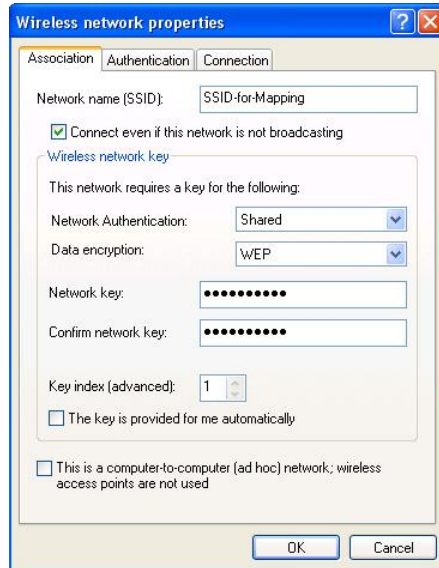 Wireless network properties
Association Authentication Connection
Network name (SSID): SSID-for-Mapping
Connect even if this network is not broadcasting
Wireless network key
This network requires a key for the following:
Network Authentication: Shared
Data encryption: WEP
Network key: ●●●●●●●●●●
Confirm network key: ●●●●●●●●●●
Key index (advanced): 1
The key is provided for me automatically
This is a computer-to-computer (ad hoc) network; wireless
access points are not used
OK Cancel